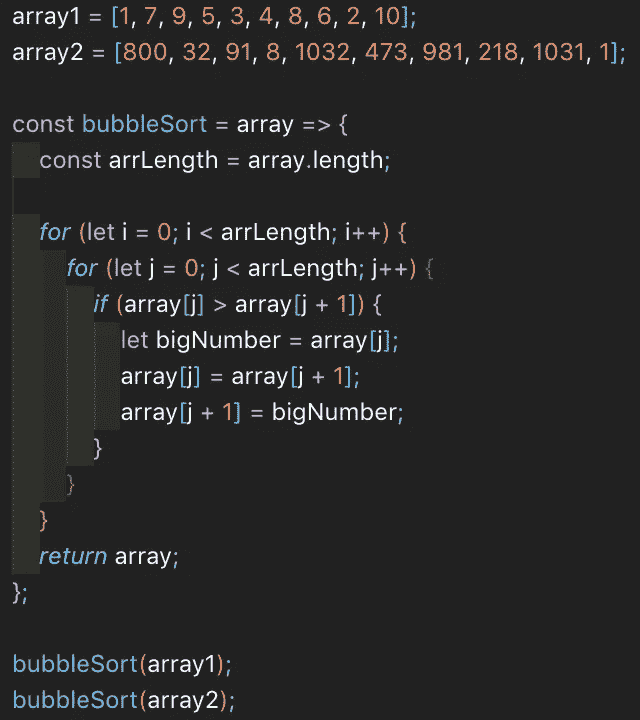 array1 = [1, 7, 9, 5, 3, 4, 8, 6, 2, 10];
array2 = [800, 32, 91, 8, 1032, 473, 981, 218, 1031, 1];
const bubbleSort = array => {
const arrLength = array.length;
for (let i = 0; i < arrLength; i++) {
for (let j = 0; j < arrLength; j++) {
if (array[j] > array[j + 1]) {
let bigNumber = array[j];
array[j] = array[j + 1];
array[j + 1] = bigNumber;
}
}
}
return array;
};
bubbleSort(array1);
bubbleSort(array2);